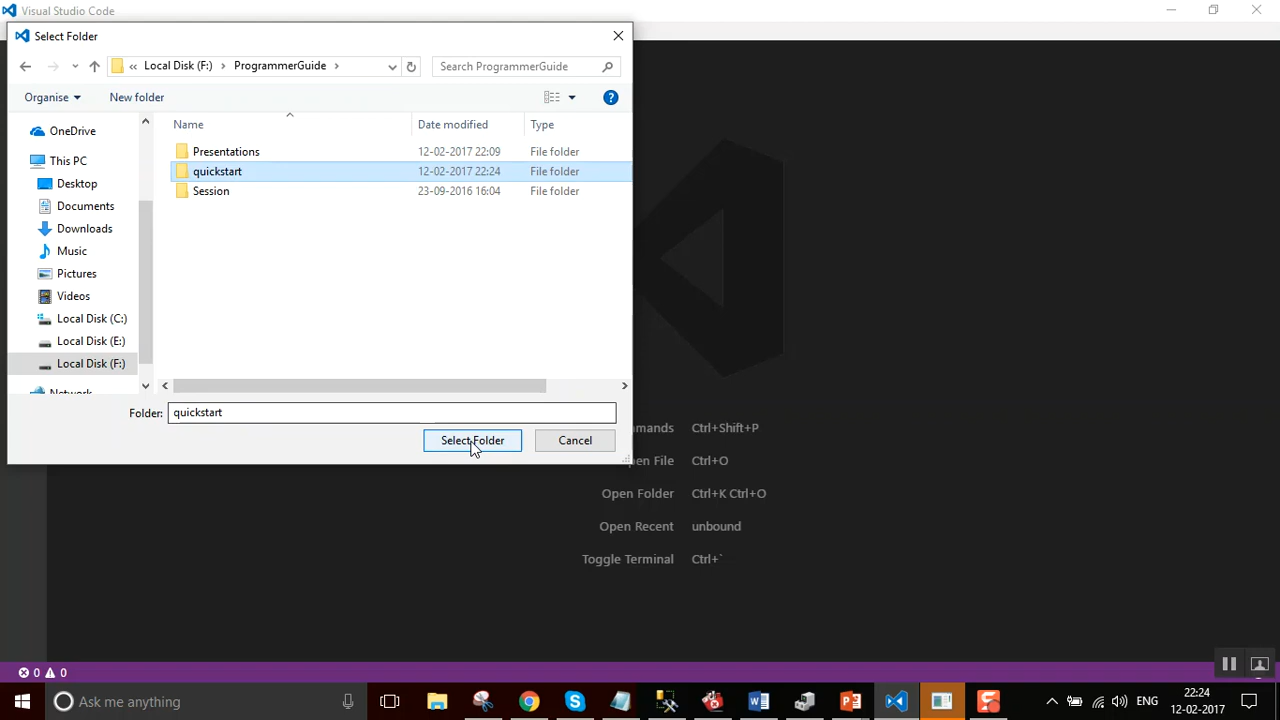 Visual Studio Code
Select Folder
« Local Disk (F:) > ProgrammerGuide >
Search ProgrammerGuide
Organise
New folder
Name
Date modified
Type
OneDrive
This PC
Desktop
Documents
Downloads
Music
Pictures
Videos
Local Disk (C:)
Local Disk (E:)
Local Disk (F:)
Network
Presentations 12-02-2017 22:09 File folder
quickstart 12-02-2017 22:24 File folder
Session 23-09-2016 16:04 File folder
Folder: quickstart
Select Folder
Cancel
Ctrl+Shift+P
File Ctrl+O
Open Folder Ctrl+K Ctrl+O
Open Recent unbound
Toggle Terminal Ctrl+`
0 0
Ask me anything
ENG
22:24
12-02-2017